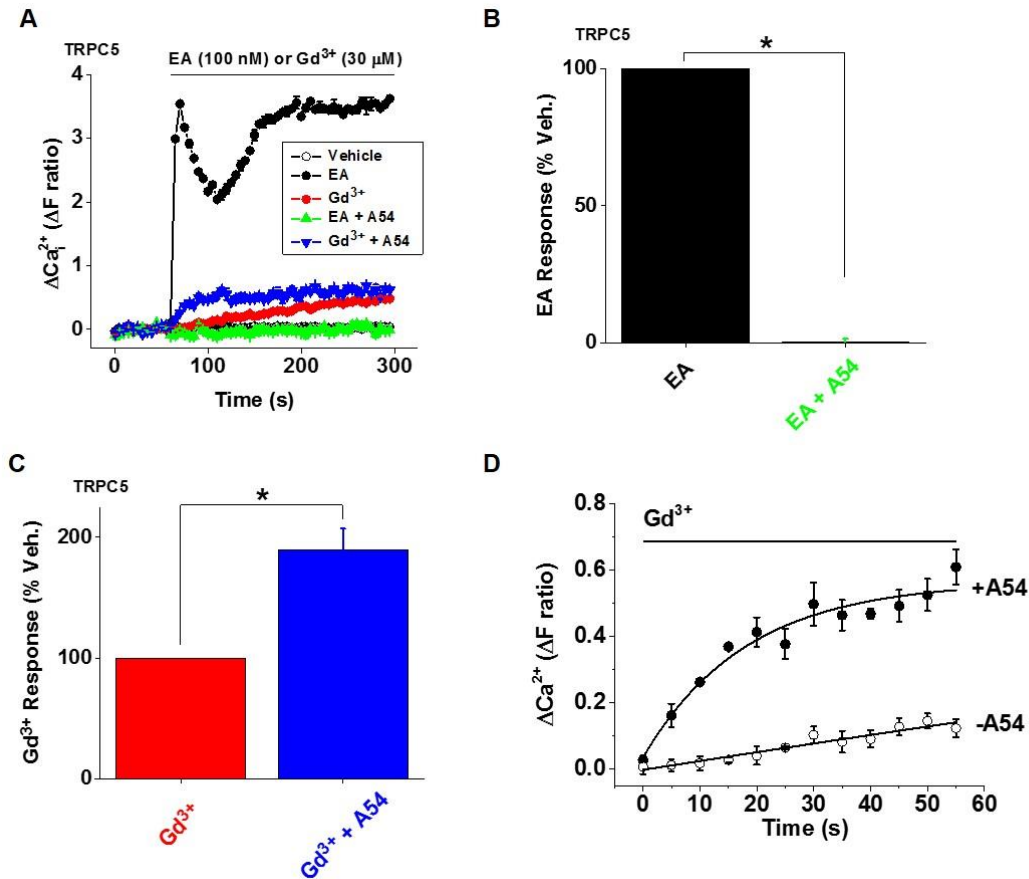 A
TRPC5
EA (100 nM) or Gd³⁺ (30 μM)
ΔCa²⁺ᵢ (ΔF ratio)
4
3
2
1
0
Vehicle
EA
Gd³⁺
EA + A54
Gd³⁺ + A54
0 100 200 300
Time (s)
B
TRPC5
*
EA Response (% Veh.)
100
50
0
EA
EA + A54
C
TRPC5
*
Gd³⁺ Response (% Veh.)
200
100
0
Gd³⁺
Gd³⁺ + A54
D
Gd³⁺
ΔCa²⁺ (ΔF ratio)
0.8
0.6
0.4
0.2
0.0
+A54
-A54
0 10 20 30 40 50 60
Time (s)